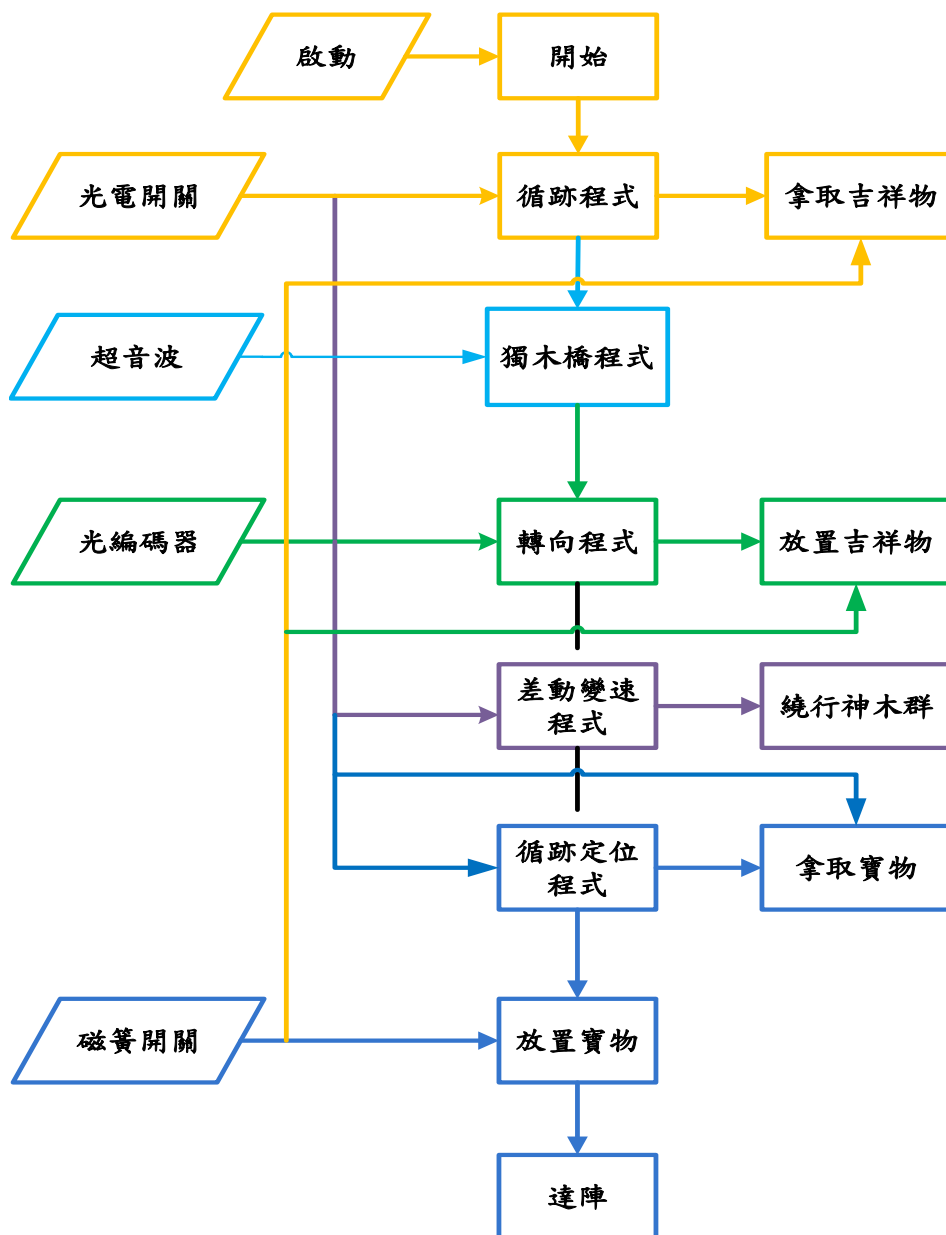 啟動
開始
光電開關
循跡程式
拿取吉祥物
超音波
獨木橋程式
光編碼器
轉向程式
放置吉祥物
差動變速
程式
繞行神木群
循跡定位
程式
拿取寶物
磁簧開關
放置寶物
達陣